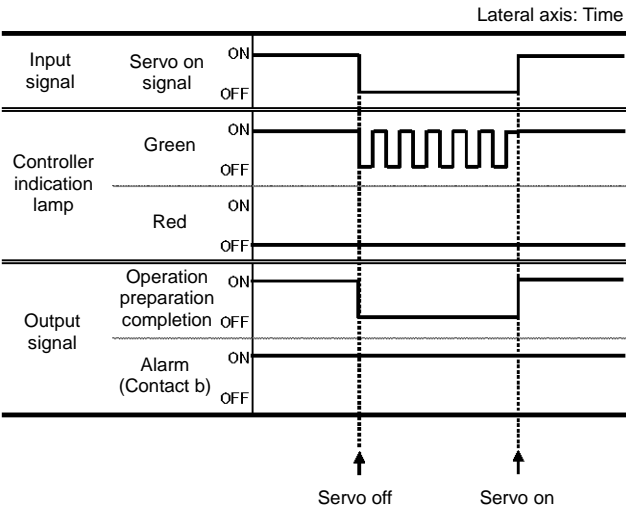 Lateral axis: Time
Input
signal
Servo on
signal
ON
OFF
Controller
indication
lamp
Green
ON
OFF
Red
ON
OFF
Output
signal
Operation
preparation
completion
ON
OFF
Alarm
(Contact b)
ON
OFF
Servo off
Servo on